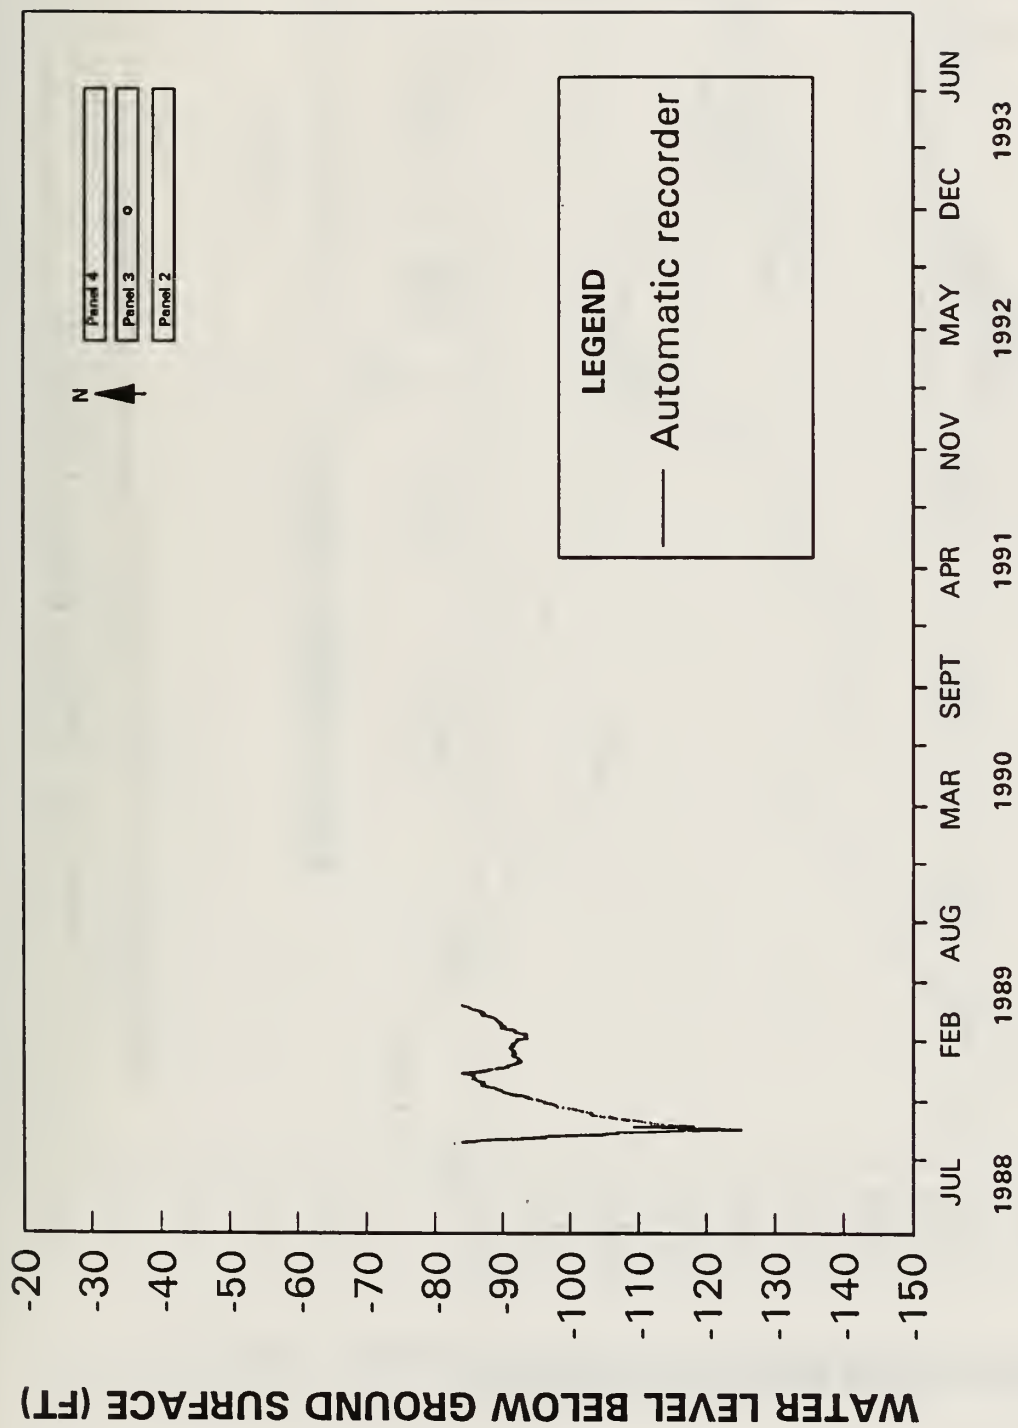 WATER LEVEL BELOW GROUND SURFACE (FT)
-20
-30
-40
-50
-60
-70
-80
-90
-100
-110
-120
-130
-140
-150
N
Panel 4
Panel 3
Panel 2
LEGEND
Automatic recorder
JUL FEB AUG MAR SEPT APR NOV MAY DEC JUN
1988 1989 1990 1991 1992 1993